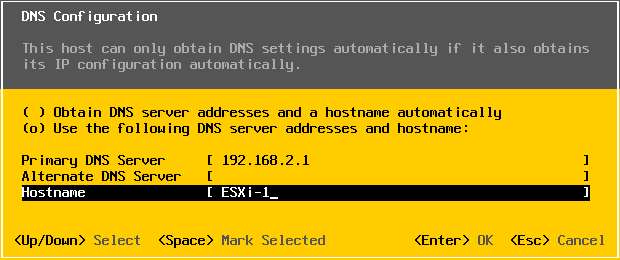 DNS Configuration
This host can only obtain DNS settings automatically if it also obtains
its IP configuration automatically.
( ) Obtain DNS server addresses and a hostname automatically
(o) Use the following DNS server addresses and hostname:
Primary DNS Server [ 192.168.2.1 ]
Alternate DNS Server [ ]
Hostname [ ESXi-1_ ]
<Up/Down> Select <Space> Mark Selected <Enter> OK <Esc> Cancel